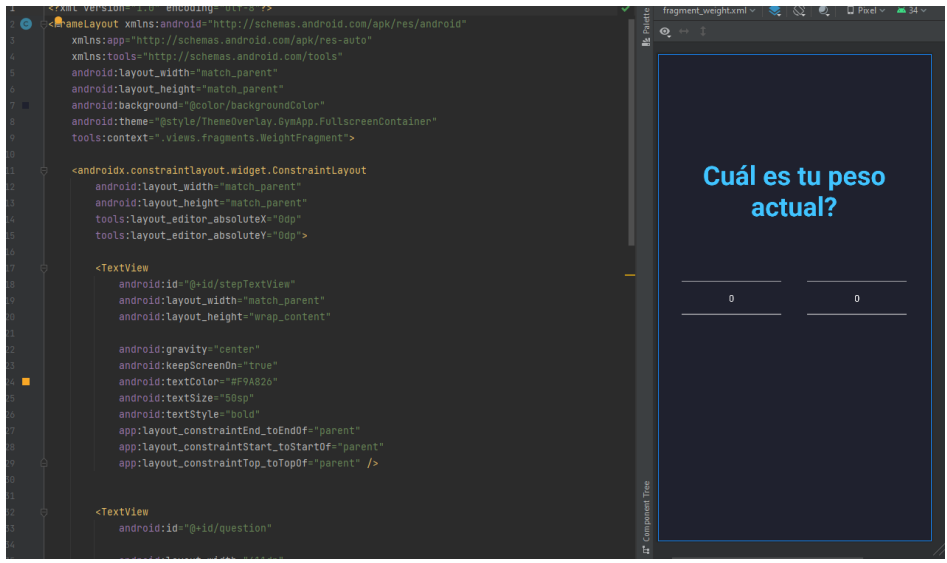 <?xml version="1.0" encoding="utf-8"?>
<FrameLayout xmlns:android="http://schemas.android.com/apk/res/android"
xmlns:app="http://schemas.android.com/apk/res-auto"
xmlns:tools="http://schemas.android.com/tools"
android:layout_width="match_parent"
android:layout_height="match_parent"
android:background="@color/backgroundColor"
android:theme="@style/ThemeOverlay.GymApp.FullscreenContainer"
tools:context=".views.fragments.WeightFragment">
<androidx.constraintlayout.widget.ConstraintLayout
android:layout_width="match_parent"
android:layout_height="match_parent"
tools:layout_editor_absoluteX="0dp"
tools:layout_editor_absoluteY="0dp">
<TextView
android:id="@+id/stepTextView"
android:layout_width="match_parent"
android:layout_height="wrap_content"
android:gravity="center"
android:keepScreenOn="true"
android:textColor="#F9A826"
android:textSize="50sp"
android:textStyle="bold"
app:layout_constraintEnd_toEndOf="parent"
app:layout_constraintStart_toStartOf="parent"
app:layout_constraintTop_toTopOf="parent" />
<TextView
android:id="@+id/question"
Palette
Component Tree
fragment_weight.xml
Pixel
34
Cuál es tu peso
actual?
0 0